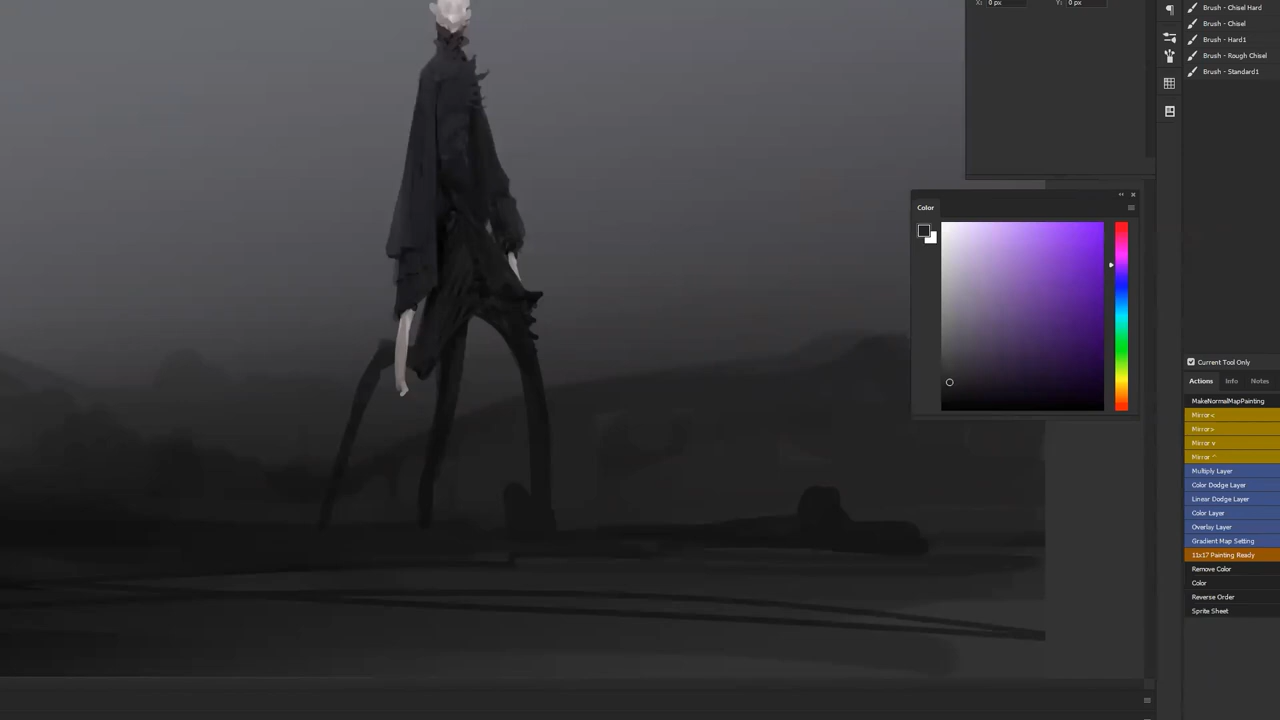 X: 0 px Y: 0 px
¶ Brush - Chisel Hard
Brush - Chisel
Brush - Hard1
Brush - Rough Chisel
Brush - Standard1
Color
Current Tool Only
Actions Info Notes
MakeNormalMapPainting
Mirror <
Mirror >
Mirror v
Mirror ^
Multiply Layer
Color Dodge Layer
Linear Dodge Layer
Color Layer
Overlay Layer
Gradient Map Setting
11x17 Painting Ready
Remove Color
Color
Reverse Order
Sprite Sheet